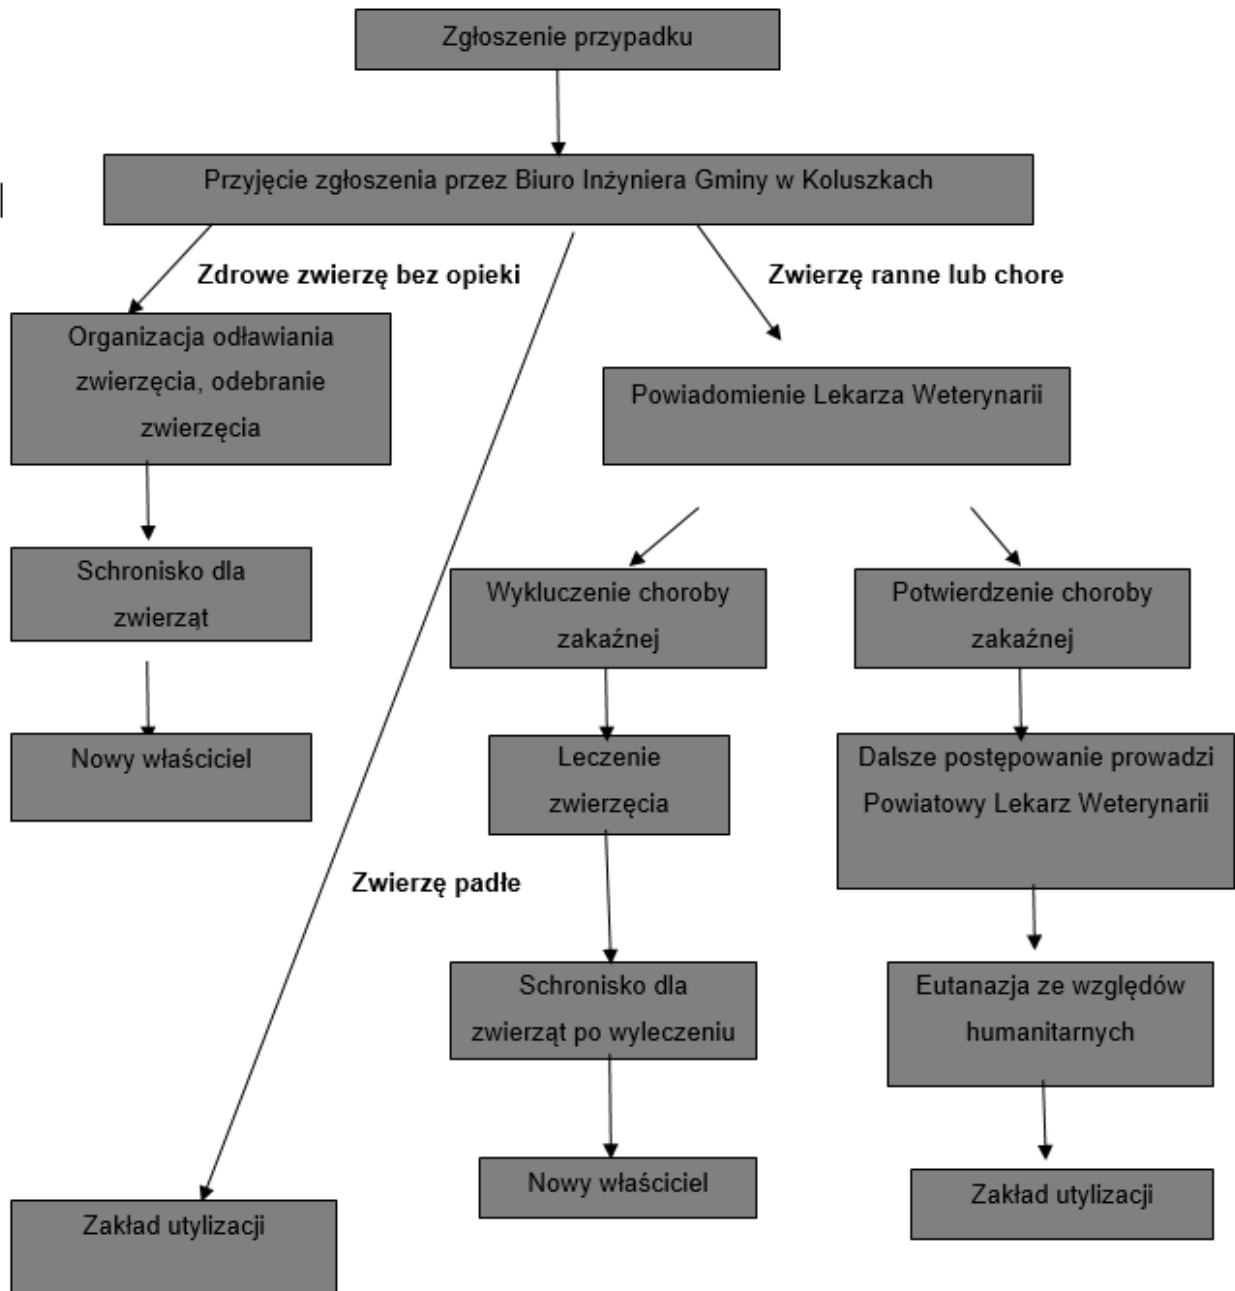 Zgłoszenie przypadku
Przyjęcie zgłoszenia przez Biuro Inżyniera Gminy w Koluszkach
Zdrowe zwierzę bez opieki
Zwierzę ranne lub chore
Organizacja odławiania
zwierzęcia, odebranie
zwierzęcia
Powiadomienie Lekarza Weterynarii
Schronisko dla
zwierząt
Wykluczenie choroby
zakaźnej
Potwierdzenie choroby
zakaźnej
Nowy właściciel
Leczenie
zwierzęcia
Dalsze postępowanie prowadzi
Powiatowy Lekarz Weterynarii
Zwierzę padłe
Schronisko dla
zwierząt po wyleczeniu
Eutanazja ze względów
humanitarnych
Nowy właściciel
Zakład utylizacji
Zakład utylizacji